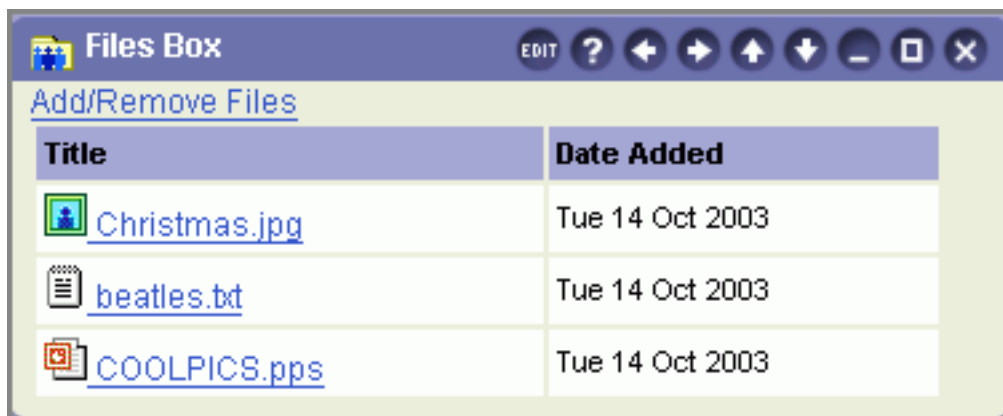 Files Box EDIT ?
Add/Remove Files
Title Date Added
Christmas.jpg Tue 14 Oct 2003
beatles.txt Tue 14 Oct 2003
COOLPICS.pps Tue 14 Oct 2003